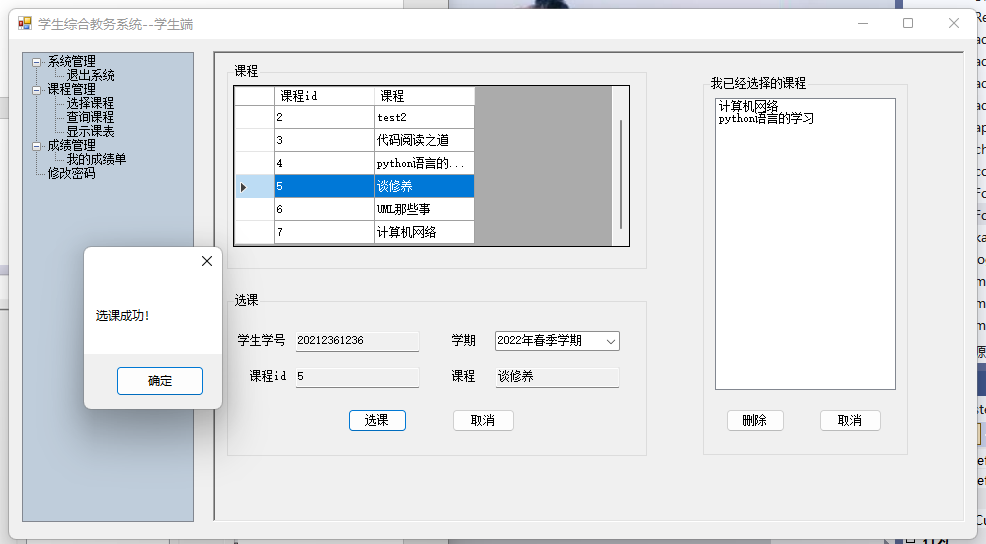 学生综合教务系统--学生端
系统管理
退出系统
课程管理
选择课程
查询课程
显示课表
成绩管理
我的成绩单
修改密码
课程
课程id 课程
2 test2
3 代码阅读之道
4 python语言的...
5 谈修养
6 UML那些事
7 计算机网络
我已经选择的课程
计算机网络
python语言的学习
选课成功!
确定
选课
学生学号 20212361236 学期 2022年春季学期
课程id 5 课程 谈修养
选课 取消
删除 取消